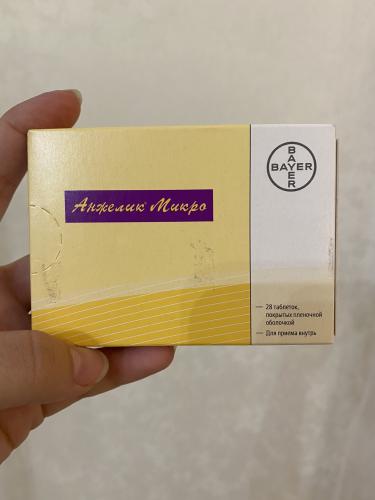 Анжелик® Микро
BAYER
BAYER
— 28 таблеток,
покрытых пленочной
оболочкой
— Для приема внутрь